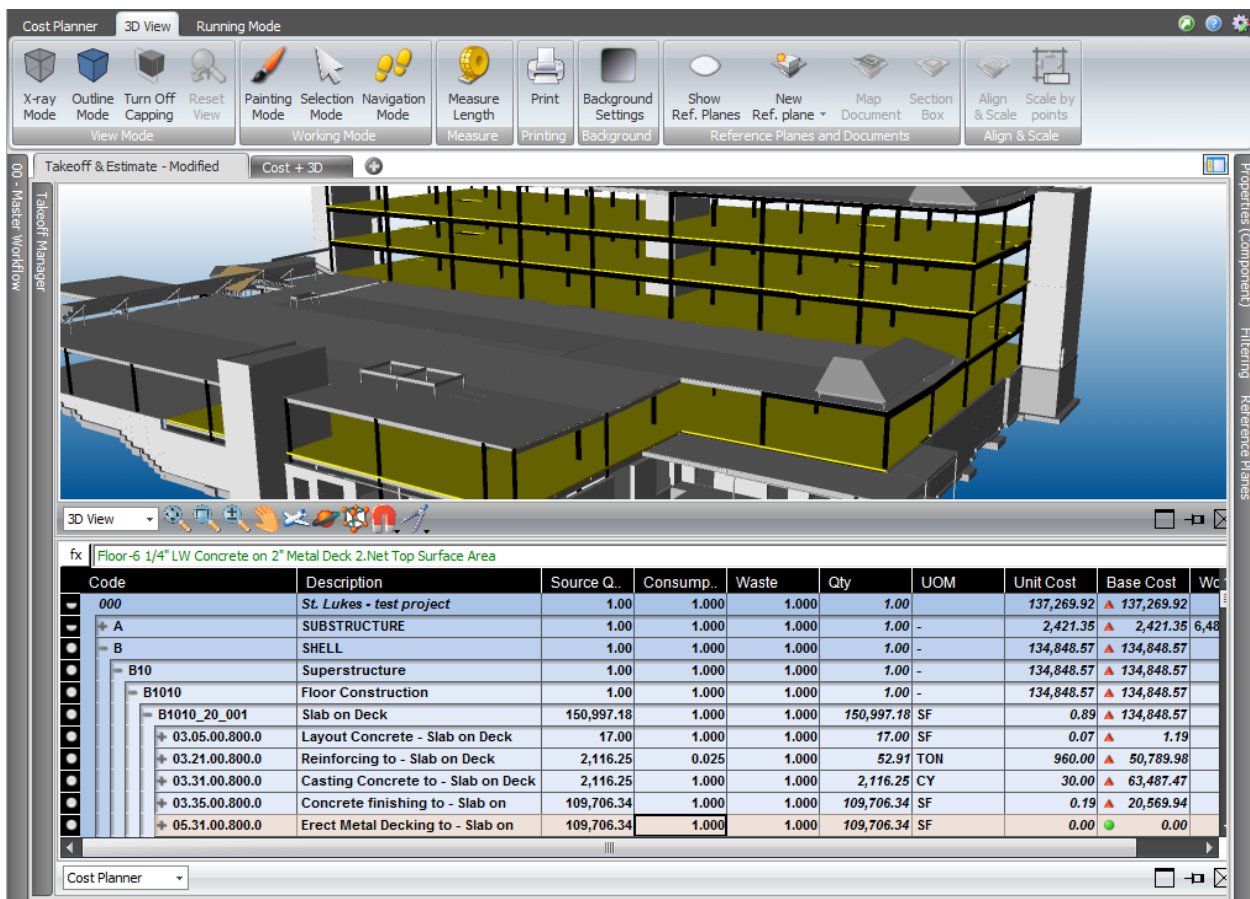 Cost Planner 3D View Running Mode
X-ray Mode Outline Mode Turn Off Capping Reset View Painting Mode Selection Mode Navigation Mode Measure Length Print Background Settings Show Ref. Planes New Ref. plane Map Document Section Box Align & Scale Scale by points
View Mode Working Mode Measure Printing Background Reference Planes and Documents Align & Scale
00 - Master Workflow
Takeoff Manager
Takeoff & Estimate - Modified Cost + 3D
Properties (Component) Filtering Reference Planes
3D View
fx Floor-6 1/4" LW Concrete on 2" Metal Deck 2.Net Top Surface Area
Code Description Source Q.. Consump.. Waste Qty UOM Unit Cost Base Cost
000 St. Lukes - test project 1.00 1.000 1.000 1.00 137,269.92 137,269.92
A SUBSTRUCTURE 1.00 1.000 1.000 1.00 - 2,421.35 2,421.35 6,48
B SHELL 1.00 1.000 1.000 1.00 - 134,848.57 134,848.57
B10 Superstructure 1.00 1.000 1.000 1.00 - 134,848.57 134,848.57
B1010 Floor Construction 1.00 1.000 1.000 1.00 - 134,848.57 134,848.57
B1010_20_001 Slab on Deck 150,997.18 1.000 1.000 150,997.18 SF 0.89 134,848.57
03.05.00.800.0 Layout Concrete - Slab on Deck 17.00 1.000 1.000 17.00 SF 0.07 1.19
03.21.00.800.0 Reinforcing to - Slab on Deck 2,116.25 0.025 1.000 52.91 TON 960.00 50,789.98
03.31.00.800.0 Casting Concrete to - Slab on Deck 2,116.25 1.000 1.000 2,116.25 CY 30.00 63,487.47
03.35.00.800.0 Concrete finishing to - Slab on 109,706.34 1.000 1.000 109,706.34 SF 0.19 20,569.94
05.31.00.800.0 Erect Metal Decking to - Slab on 109,706.34 1.000 1.000 109,706.34 SF 0.00 0.00
Cost Planner